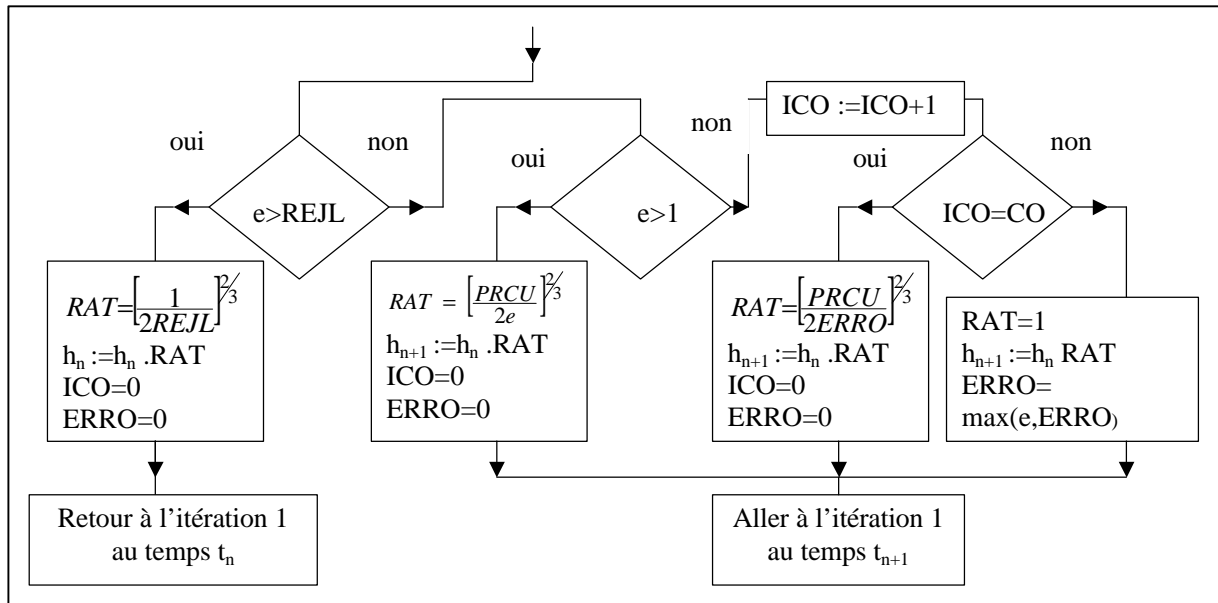 ICO :=ICO+1
oui
non
oui
non
oui
non
e>REJL
e>1
ICO=CO
RAT=[1/2REJL]^2/3
h_n :=h_n .RAT
ICO=0
ERRO=0
RAT = [PRCU/2e]^2/3
h_n+1 :=h_n .RAT
ICO=0
ERRO=0
RAT=[PRCU/2ERRO]^2/3
h_n+1 :=h_n .RAT
ICO=0
ERRO=0
RAT=1
h_n+1 :=h_n RAT
ERRO=
max(e,ERRO)
Retour à l'itération 1
au temps t_n
Aller à l'itération 1
au temps t_n+1